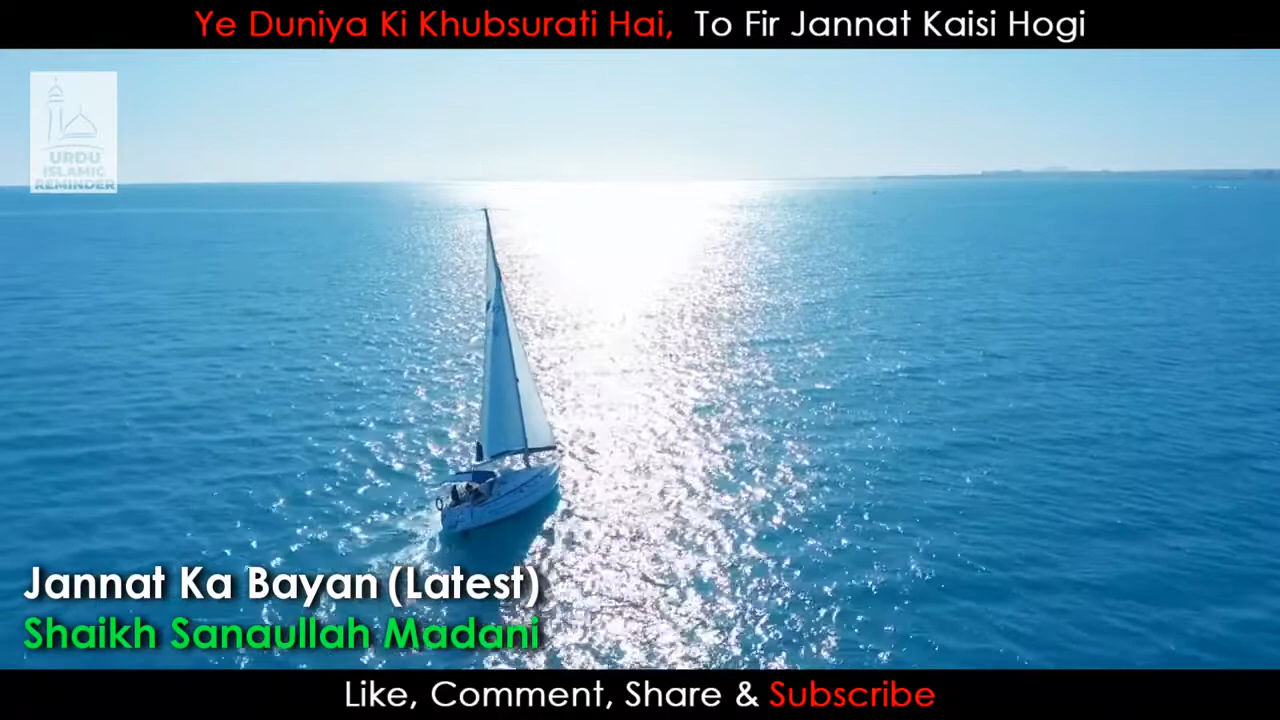 Ye Duniya Ki Khubsurati Hai, To Fir Jannat Kaisi Hogi
URDU
ISLAMIC
REMINDER
Jannat Ka Bayan (Latest)
Shaikh Sanaullah Madani
Like, Comment, Share & Subscribe